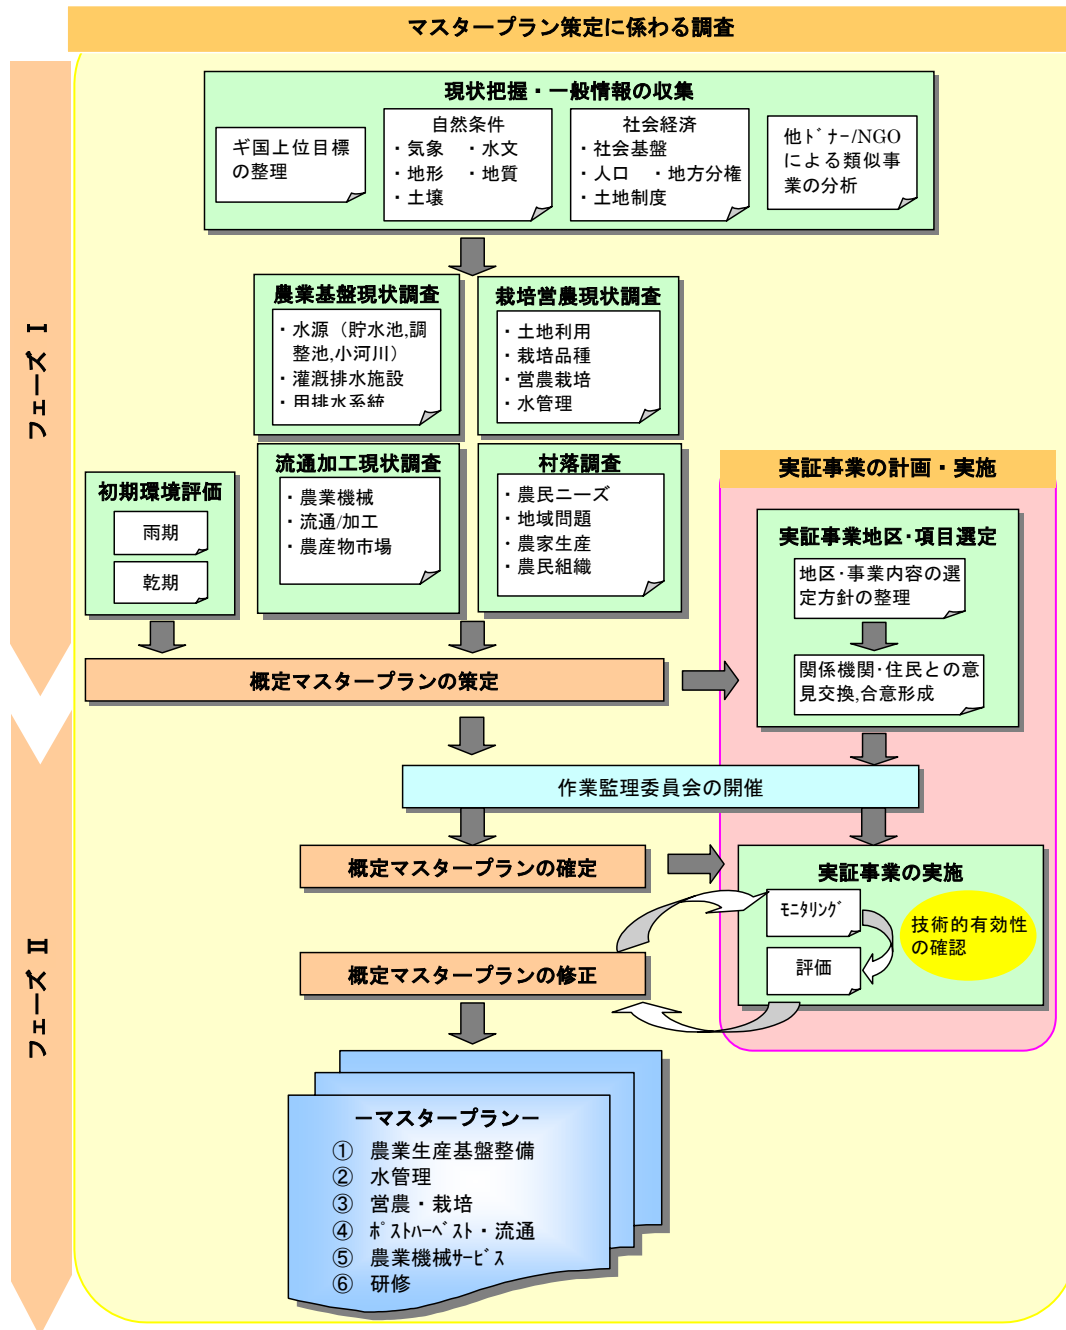 マスタープラン策定に係わる調査
フェーズ Ⅰ
現状把握・一般情報の収集
ギ国上位目標
の整理
自然条件
・気象 ・水文
・地形 ・地質
・土壌
社会経済
・社会基盤
・人口 ・地方分権
・土地制度
他ﾄﾞﾅｰ/NGO
による類似事
業の分析
農業基盤現状調査
・水源（貯水池,調
整池,小河川）
・灌漑排水施設
・用排水系統
栽培営農現状調査
・土地利用
・栽培品種
・営農栽培
・水管理
流通加工現状調査
・農業機械
・流通/加工
・農産物市場
村落調査
・農民ニーズ
・地域問題
・農家生産
・農民組織
初期環境評価
雨期
乾期
実証事業の計画・実施
実証事業地区・項目選定
地区・事業内容の選
定方針の整理
関係機関・住民との意
見交換,合意形成
概定マスタープランの策定
フェーズ Ⅱ
作業監理委員会の開催
概定マスタープランの確定
実証事業の実施
ﾓﾆﾀﾘﾝｸﾞ
評価
技術的有効性
の確認
概定マスタープランの修正
－マスタープラン－
① 農業生産基盤整備
② 水管理
③ 営農・栽培
④ ﾎﾟｽﾄﾊｰﾍﾞｽﾄ・流通
⑤ 農業機械ｻｰﾋﾞｽ
⑥ 研修